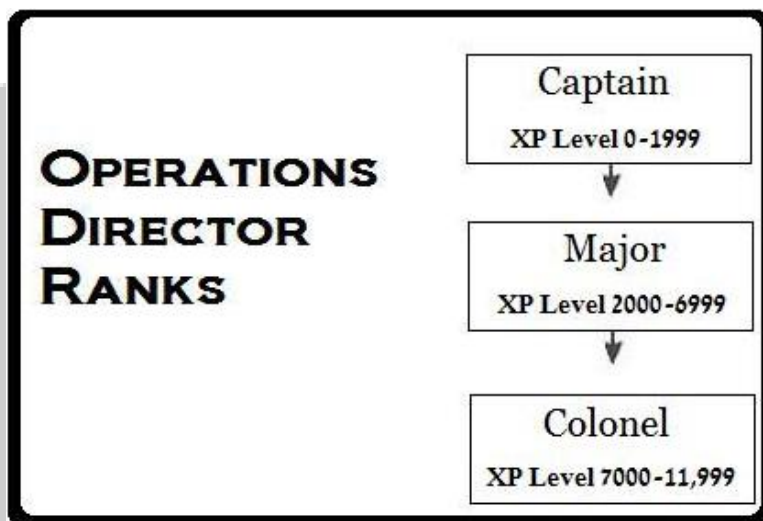 OPERATIONS
DIRECTOR
RANKS
Captain
XP Level 0-1999
Major
XP Level 2000-6999
Colonel
XP Level 7000-11,999